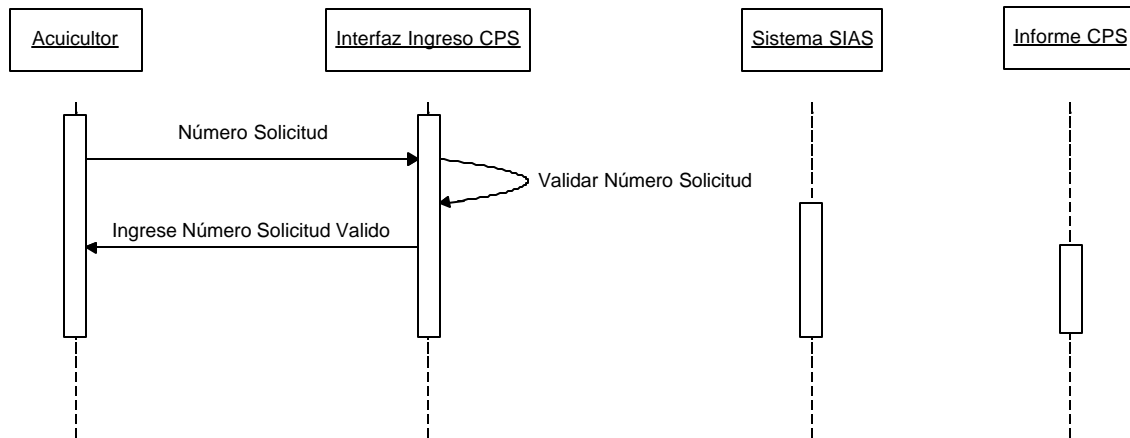 Acuicultor
Interfaz Ingreso CPS
Sistema SIAS
Informe CPS
Número Solicitud
Validar Número Solicitud
Ingrese Número Solicitud Valido